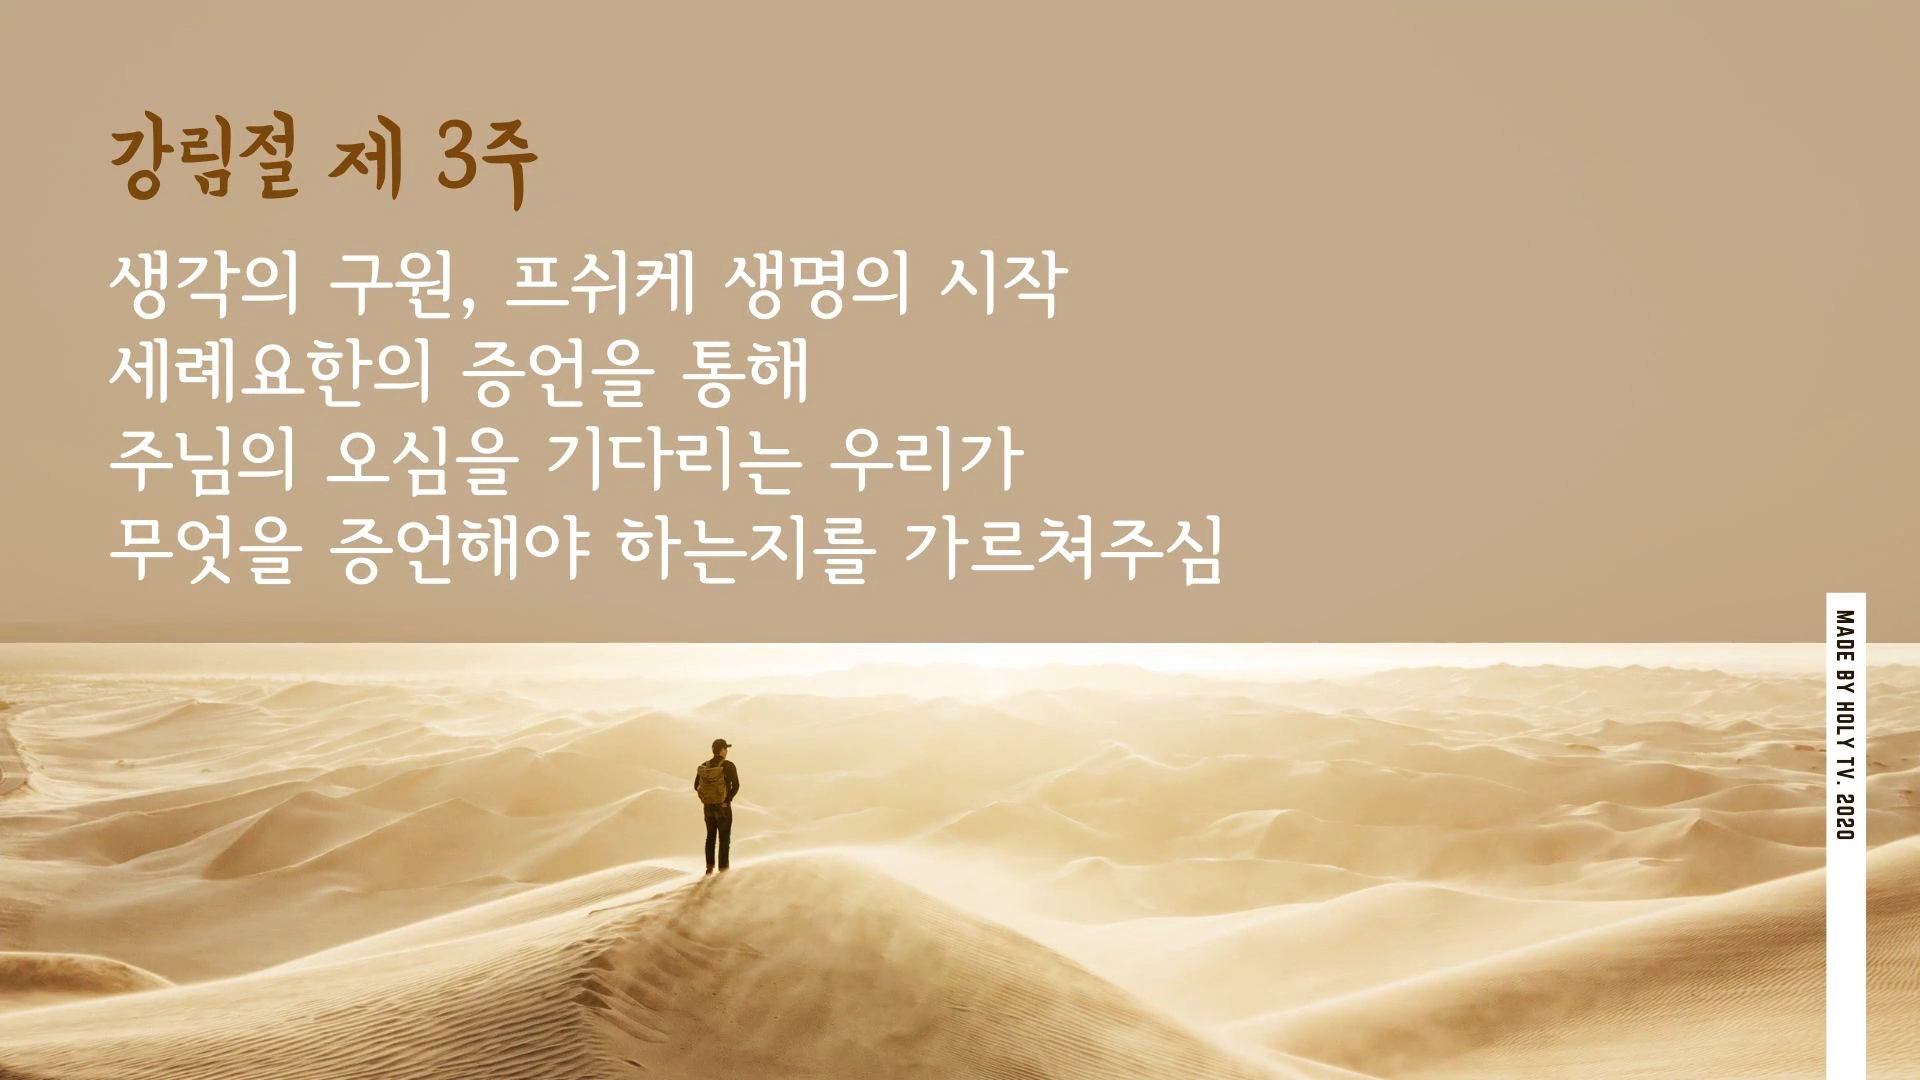 강림절 제 3주
생각의 구원, 프쉬케 생명의 시작
세례요한의 증언을 통해
주님의 오심을 기다리는 우리가
무엇을 증언해야 하는지를 가르쳐주심
MADE BY HOLY TV. 2020